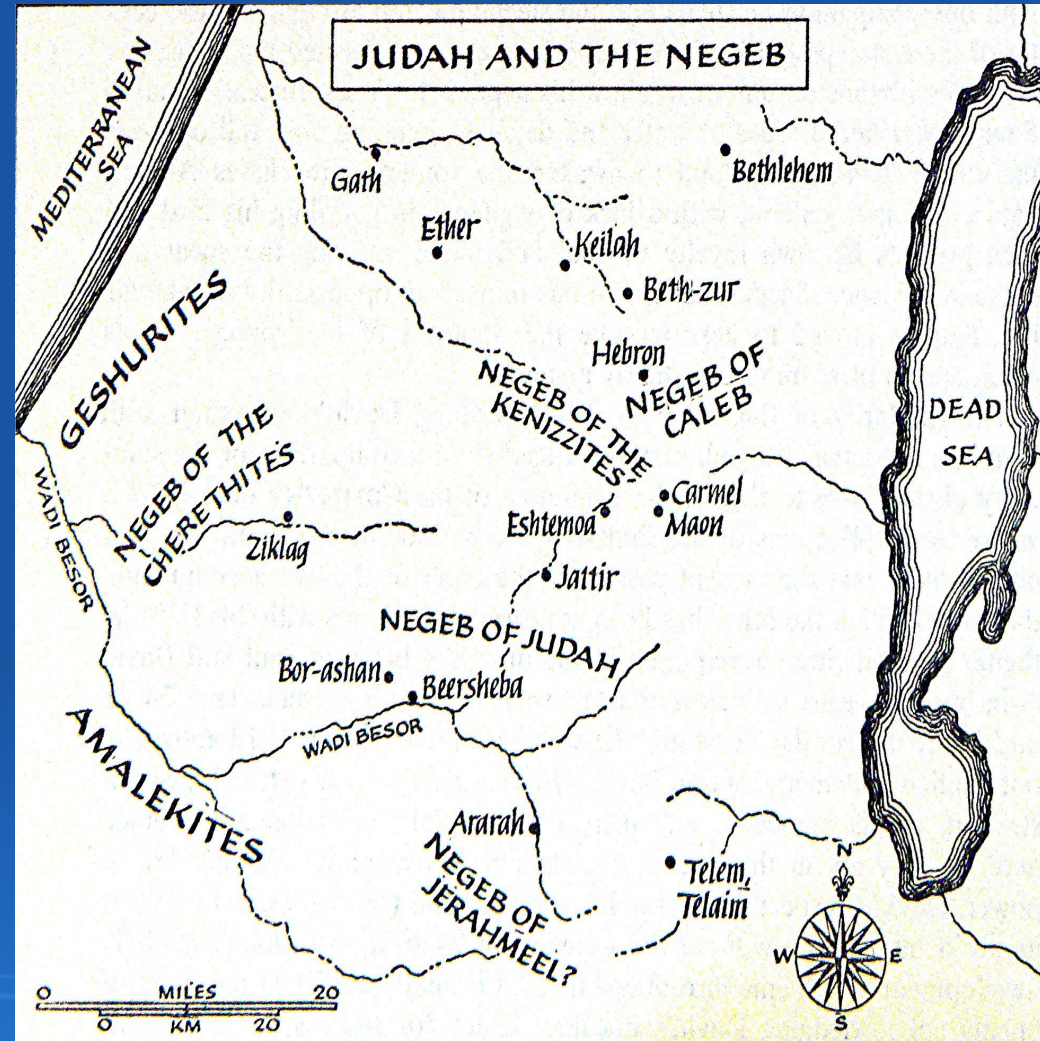 JUDAH AND THE NEGEB
MEDITERRANEAN
SEA
Gath
Bethlehem
Ether
Keilah
Beth-zur
GESHURITES
Hebron
NEGEB OF
CALEB
NEGEB OF THE
KENIZZITES
DEAD
SEA
NEGEB OF THE
CHERETHITES
WADI BESOR
Carmel
Eshtemoa
Maon
Ziklag
Jattir
NEGEB OF JUDAH
Bor-ashan
Beersheba
WADI BESOR
AMALEKITES
Ararah
NEGEB OF
JERAHMEEL?
Telem,
Telaim
N
W E
S
0 MILES 20
0 KM 20